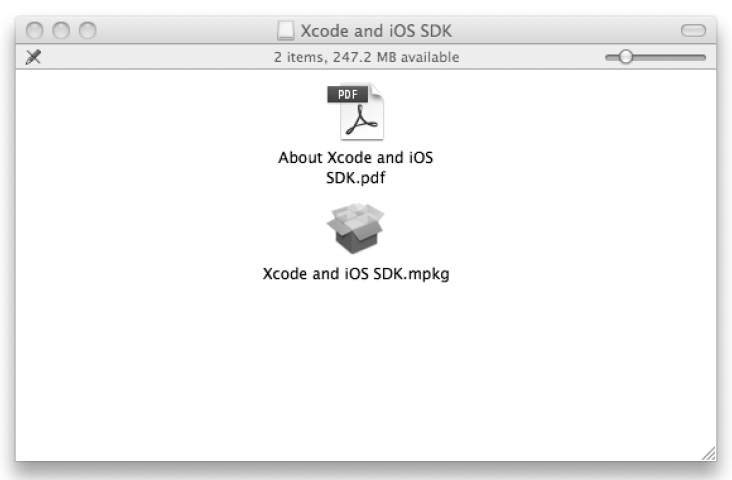 Xcode and iOS SDK
2 items, 247.2 MB available
PDF
About Xcode and iOS
SDK.pdf
Xcode and iOS SDK.mpkg